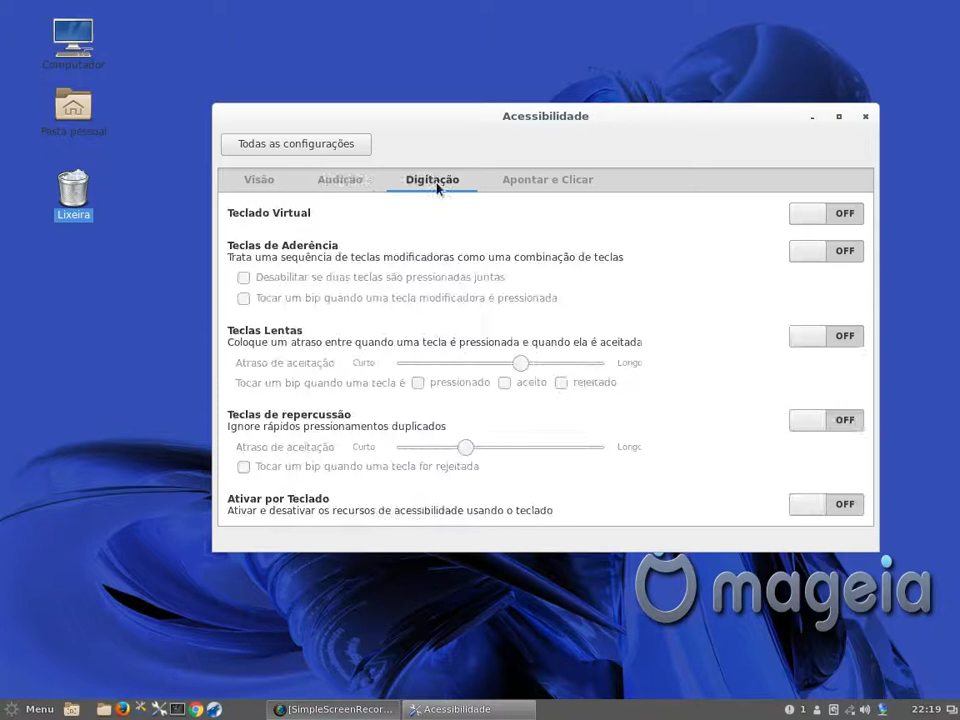 Computador
Pasta pessoal
Lixeira
Acessibilidade
Todas as configurações
Visão
Audição
Digitação
Apontar e Clicar
Teclado Virtual
OFF
Teclas de Aderência
OFF
Trata uma sequência de teclas modificadoras como uma combinação de teclas
Desabilitar se duas teclas são pressionadas juntas
Tocar um bip quando uma tecla modificadora é pressionada
Teclas Lentas
OFF
Coloque um atraso entre quando uma tecla é pressionada e quando ela é aceitada
Atraso de aceitação Curto Longo
Tocar um bip quando uma tecla é pressionado aceito rejeitado
Teclas de repercussão
OFF
Ignore rápidos pressionamentos duplicados
Atraso de aceitação Curto Longo
Tocar um bip quando uma tecla for rejeitada
Ativar por Teclado
OFF
Ativar e desativar os recursos de acessibilidade usando o teclado
mageia
Menu
[SimpleScreenRecor...
Acessibilidade
1
22:19